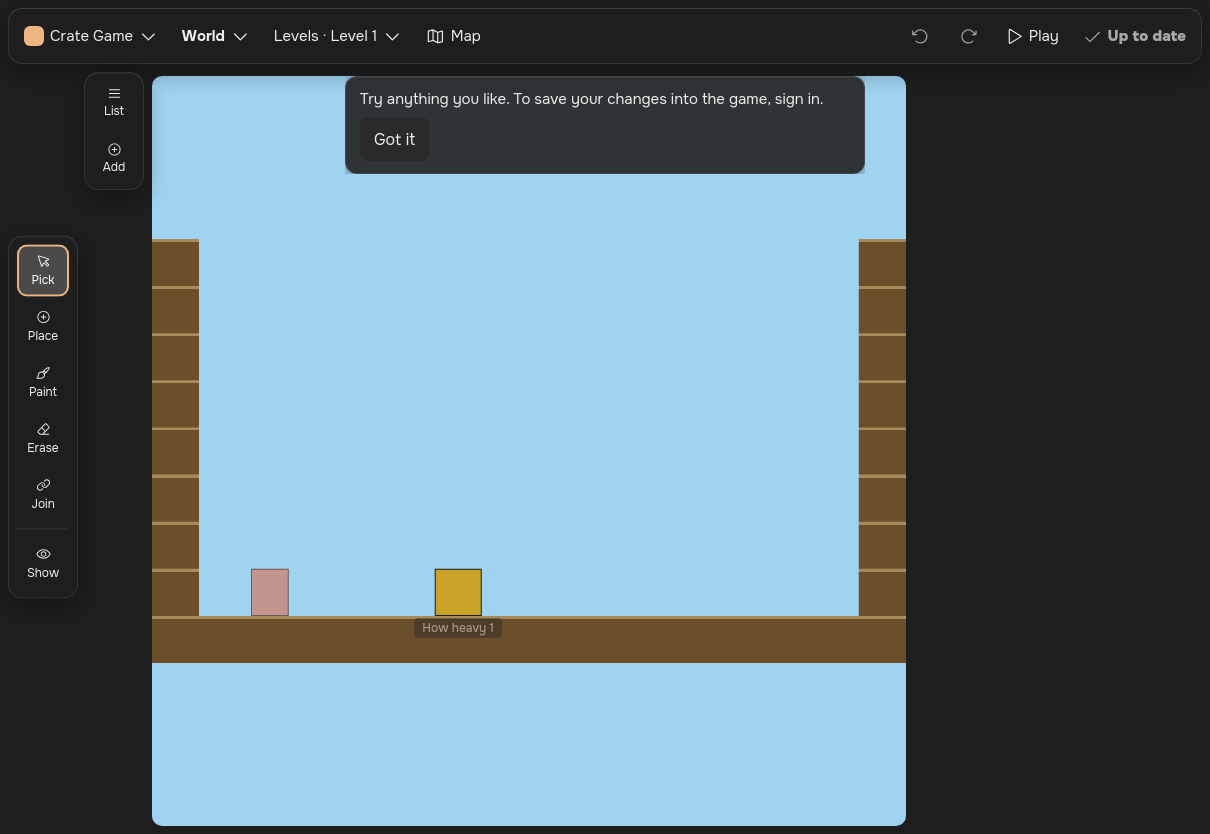 Crate Game
World
Levels · Level 1
Map
Play
Up to date
List
Add
Try anything you like. To save your changes into the game, sign in.
Got it
Pick
Place
Paint
Erase
Join
Show
How heavy 1